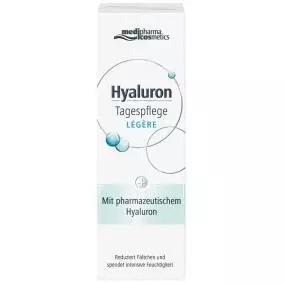 medipharma
cosmetics
Hyaluron
Tagespflege
LÉGÈRE
Mit pharmazeutischem
Hyaluron
Reduziert Fältchen und
spendet intensive Feuchtigkeit